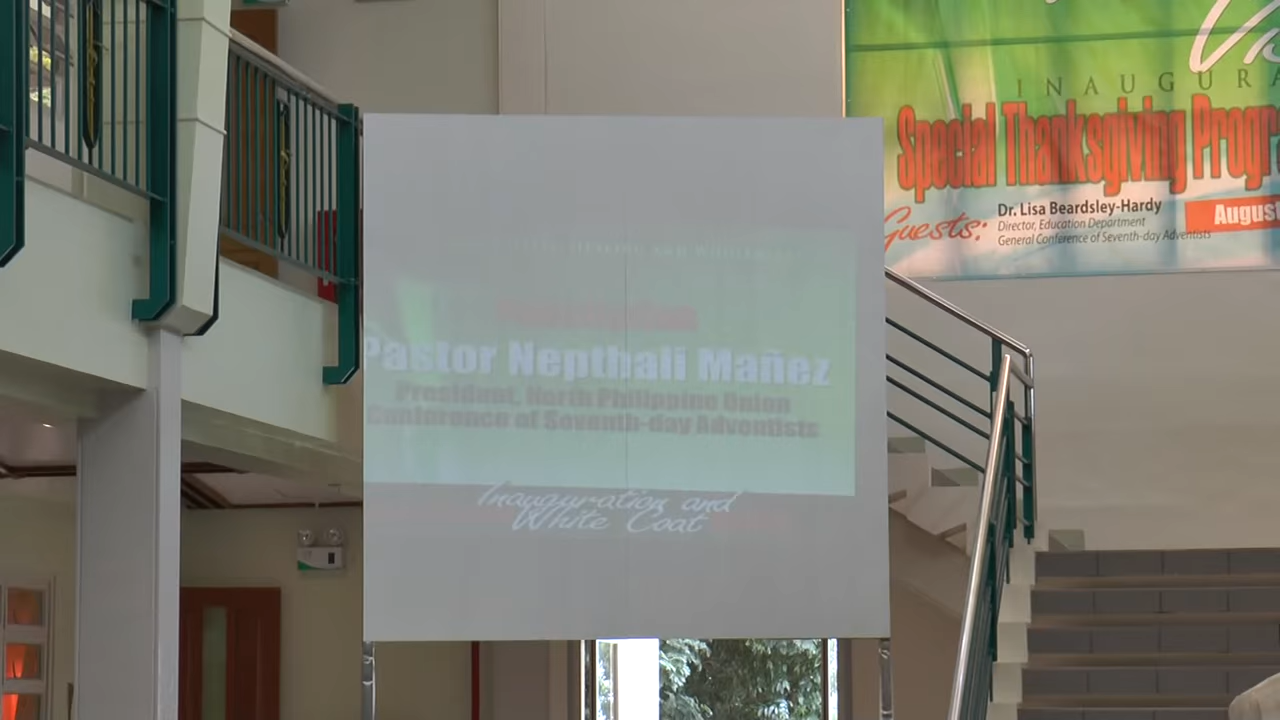 INAUGURA
Special Thanksgiving Progr
Guests:
Dr. Lisa Beardsley-Hardy
Director, Education Department
General Conference of Seventh-day Adventists
August
Pastor Nepthali Mañez
President, North Philippine Union
Conference of Seventh-day Adventists
Inauguration and
White Coat